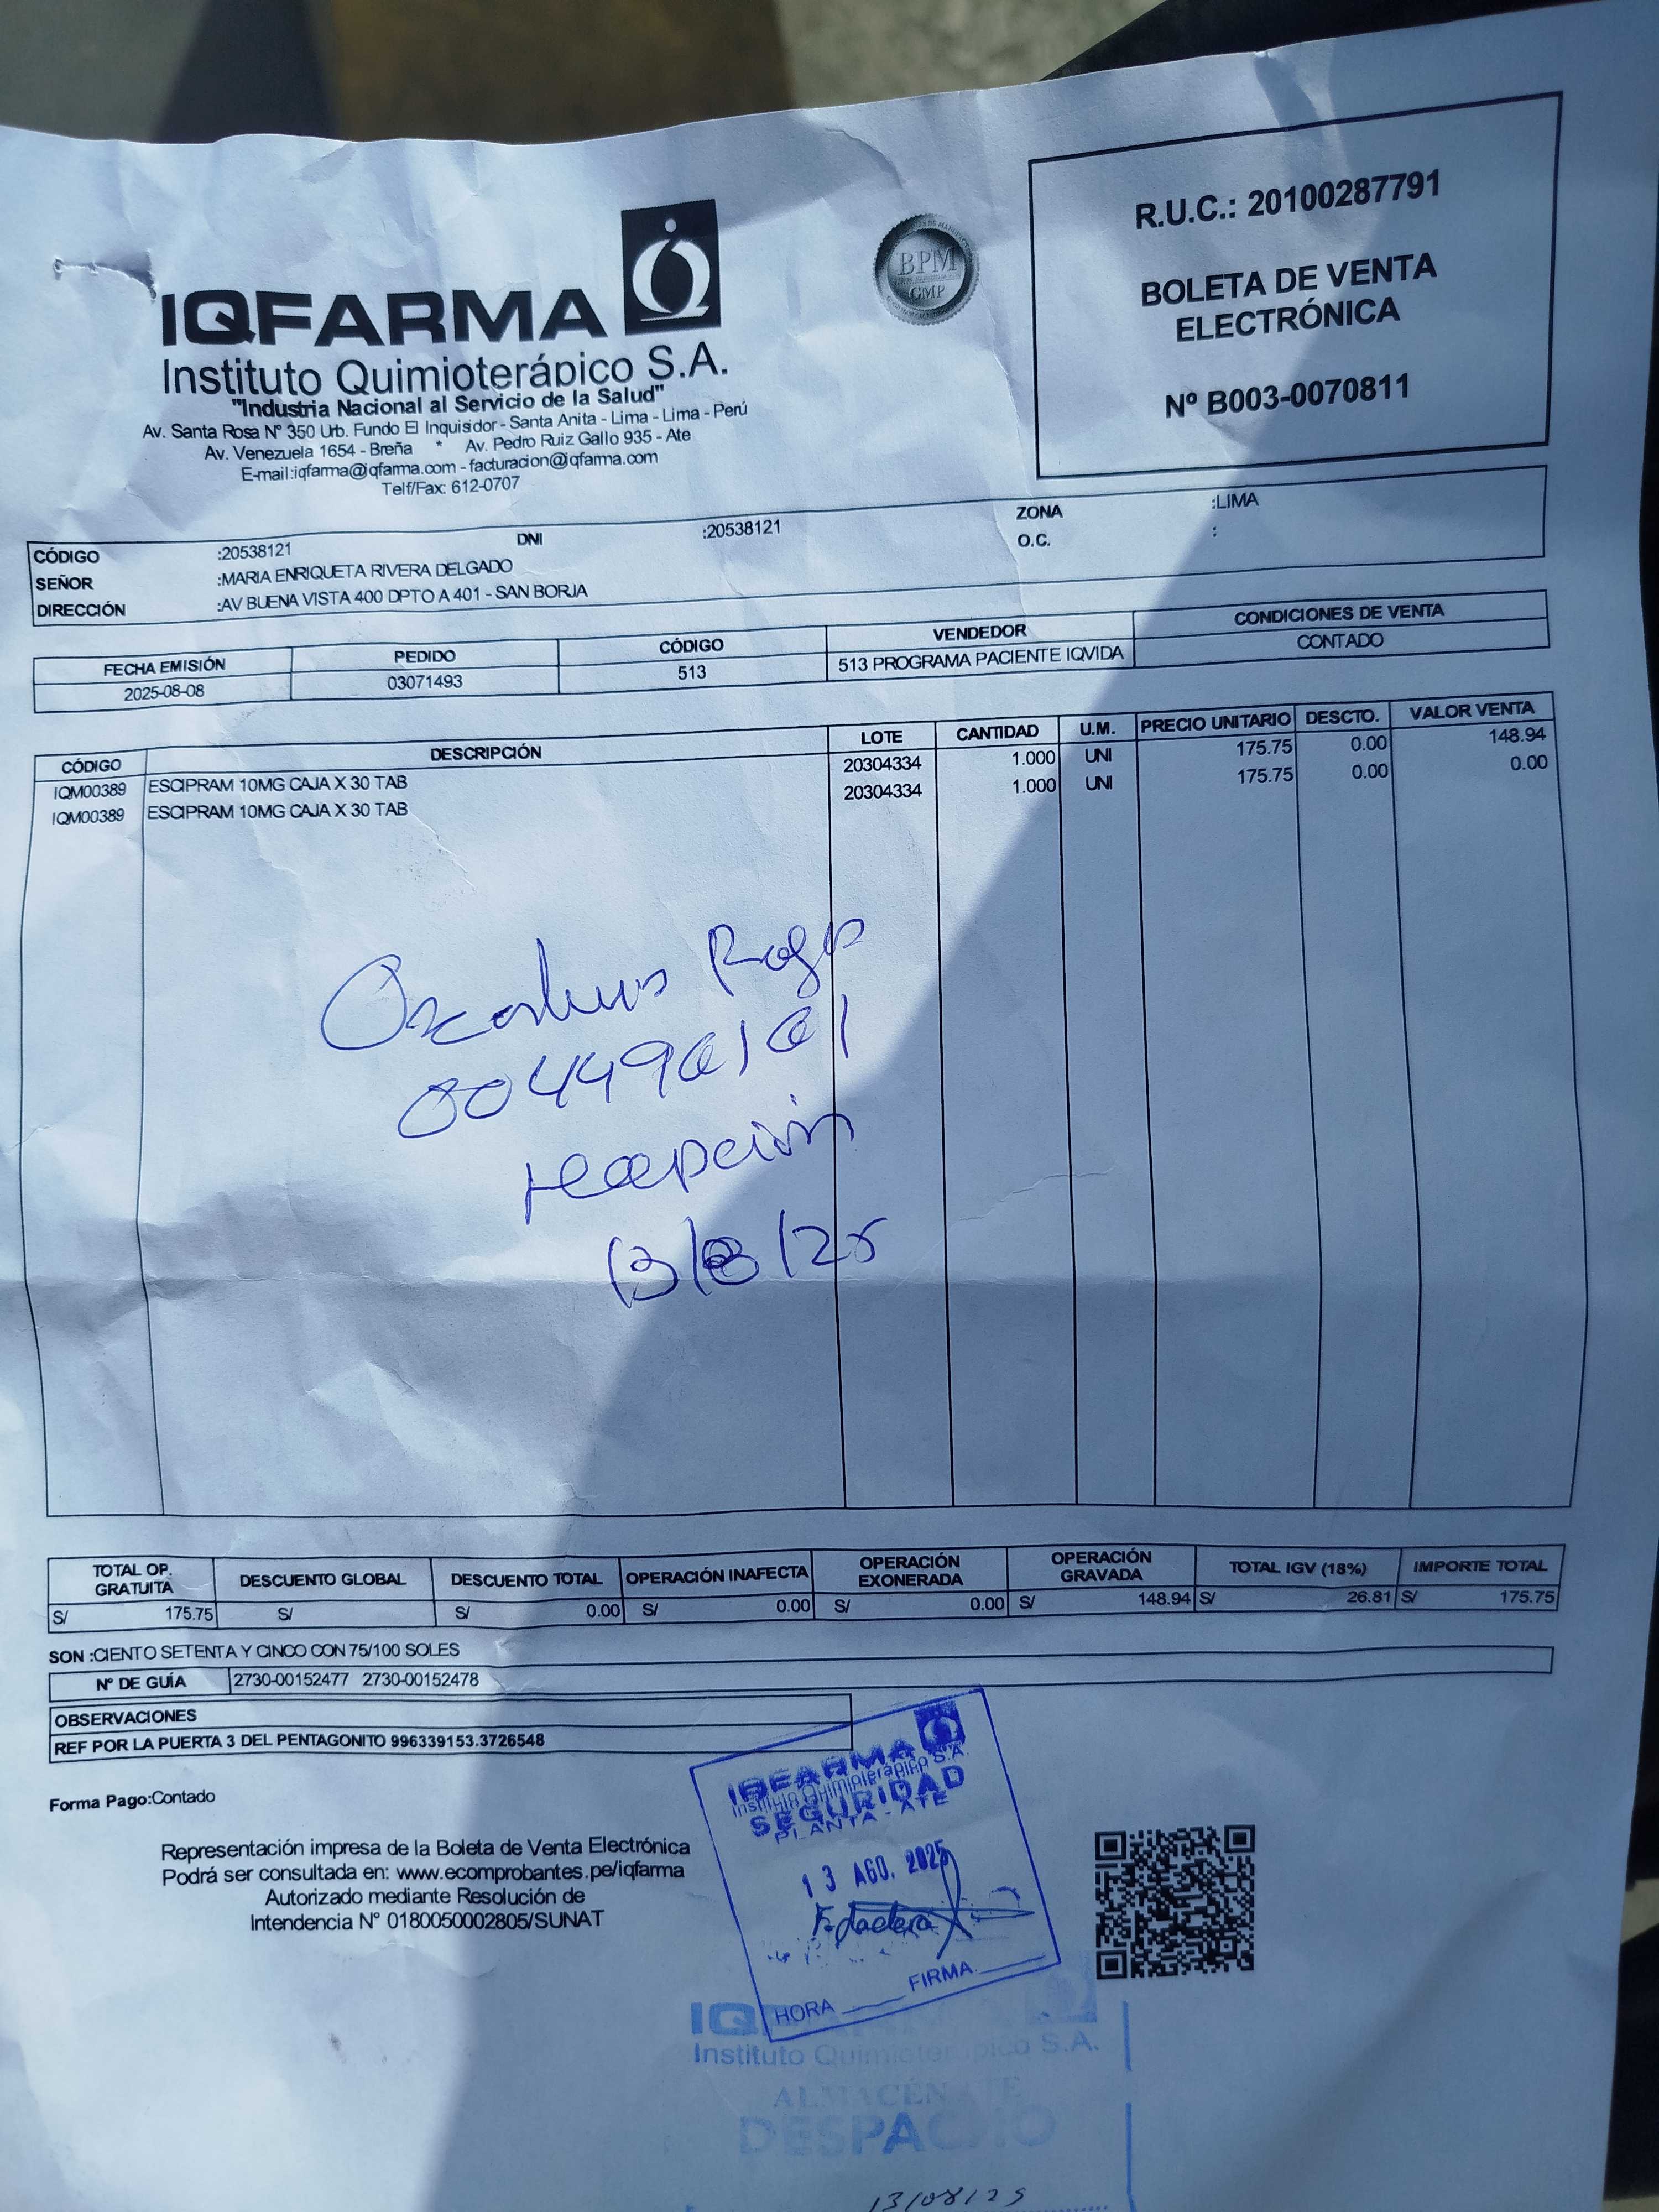 IQFARMA
Instituto Quimioterápico S.A.
"Industria Nacional al Servicio de la Salud"
Av. Santa Rosa Nº 350 Urb. Fundo El Inquisidor - Santa Anita - Lima - Lima - Perú
Av. Venezuela 1654 - Breña * Av. Pedro Ruiz Gallo 935 - Ate
E-mail:iqfarma@iqfarma.com - facturacion@iqfarma.com
Telf/Fax: 612-0707
BPM
GMP
R.U.C.: 20100287791
BOLETA DE VENTA
ELECTRÓNICA
Nº B003-0070811
CÓDIGO :20538121 DNI :20538121 ZONA :LIMA
SEÑOR :MARIA ENRIQUETA RIVERA DELGADO O.C. :
DIRECCIÓN :AV BUENA VISTA 400 DPTO A 401 - SAN BORJA
FECHA EMISIÓN PEDIDO CÓDIGO VENDEDOR CONDICIONES DE VENTA
2025-08-08 03071493 513 513 PROGRAMA PACIENTE IQVIDA CONTADO
CÓDIGO DESCRIPCIÓN LOTE CANTIDAD U.M. PRECIO UNITARIO DESCTO. VALOR VENTA
IQM00389 ESCIPRAM 10MG CAJA X 30 TAB 20304334 1.000 UNI 175.75 0.00 148.94
IQM00389 ESCIPRAM 10MG CAJA X 30 TAB 20304334 1.000 UNI 175.75 0.00 0.00
recepción
13/8/25
TOTAL OP. GRATUITA DESCUENTO GLOBAL DESCUENTO TOTAL OPERACIÓN INAFECTA OPERACIÓN EXONERADA OPERACIÓN GRAVADA TOTAL IGV (18%) IMPORTE TOTAL
S/ 175.75 S/ S/ 0.00 S/ 0.00 S/ 0.00 S/ 148.94 S/ 26.81 S/ 175.75
SON :CIENTO SETENTA Y CINCO CON 75/100 SOLES
Nº DE GUÍA 2730-00152477 2730-00152478
OBSERVACIONES
REF POR LA PUERTA 3 DEL PENTAGONITO 996339153.3726548
Forma Pago:Contado
Representación impresa de la Boleta de Venta Electrónica
Podrá ser consultada en: www.ecomprobantes.pe/iqfarma
Autorizado mediante Resolución de
Intendencia N° 0180050002805/SUNAT
IQFARMA
Instituto Quimioterápico S.A.
SEGURIDAD
PLANTA - ATE
13 AGO. 2025
HORA FIRMA
Instituto Quimioterápico S.A.
ALMACÉN ATE
DESPACHO
13/08/25